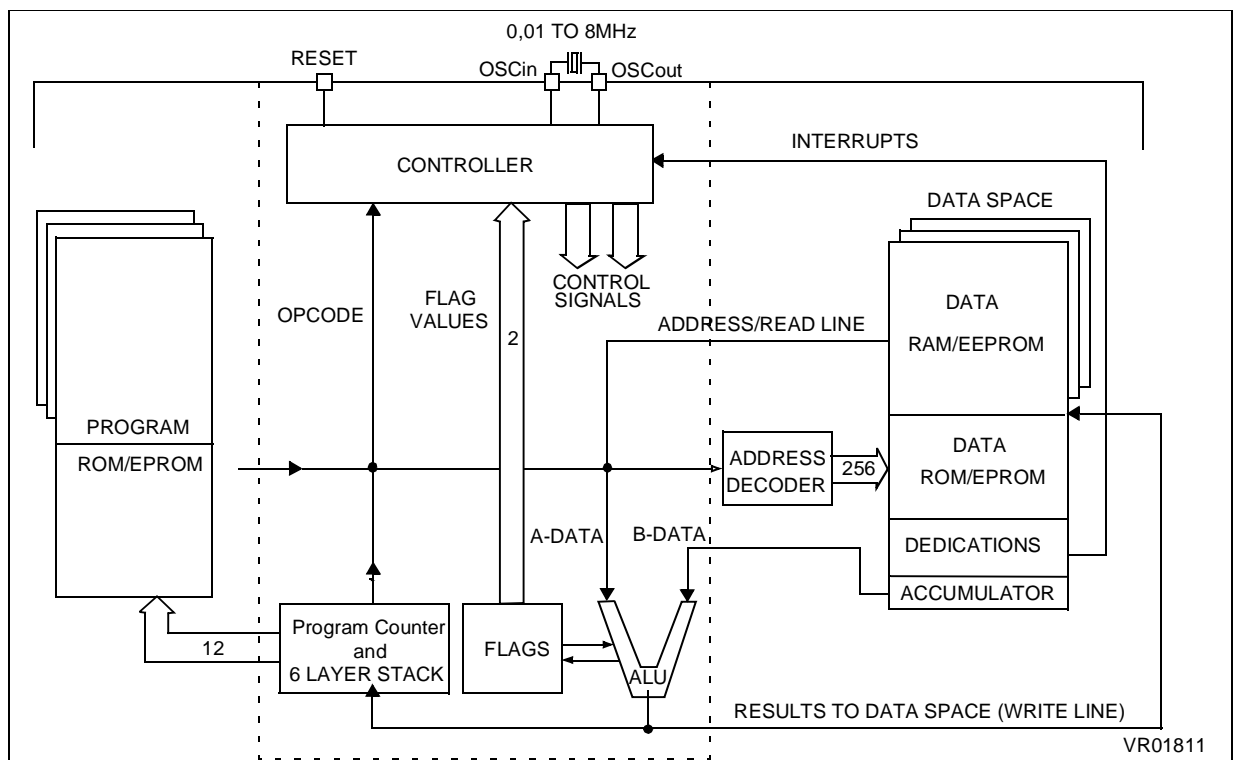 0,01 TO 8MHz
RESET
OSCin
OSCout
INTERRUPTS
CONTROLLER
DATA SPACE
CONTROL
SIGNALS
OPCODE
FLAG
VALUES
2
ADDRESS/READ LINE
DATA
RAM/EEPROM
PROGRAM
ROM/EPROM
ADDRESS
DECODER
256
DATA
ROM/EPROM
A-DATA
B-DATA
DEDICATIONS
ACCUMULATOR
12
Program Counter
and
6 LAYER STACK
FLAGS
ALU
RESULTS TO DATA SPACE (WRITE LINE)
VR01811